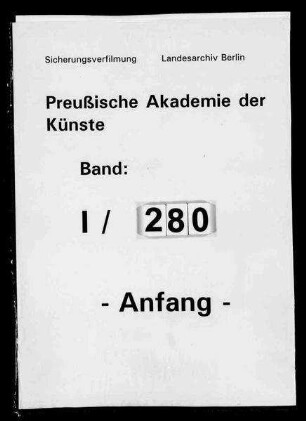 Sicherungsverfilmung Landesarchiv Berlin
Preußische Akademie der
Künste
Band:
I / 280
- Anfang -